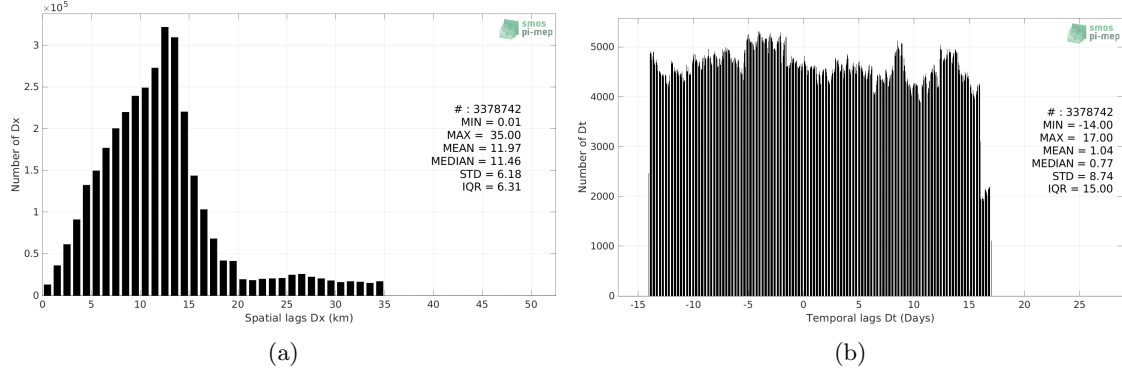 ×10⁵
3
2.5
2
1.5
1
0.5
0
Number of Dx
0 5 10 15 20 25 30 35 40 45 50
Spatial lags Dx (km)
smos
pi-mep
# : 3378742
MIN = 0.01
MAX = 35.00
MEAN = 11.97
MEDIAN = 11.46
STD = 6.18
IQR = 6.31
(a)
5000
4000
3000
2000
1000
0
Number of Dt
-15 -10 -5 0 5 10 15 20 25
Temporal lags Dt (Days)
smos
pi-mep
# : 3378742
MIN = -14.00
MAX = 17.00
MEAN = 1.04
MEDIAN = 0.77
STD = 8.74
IQR = 15.00
(b)